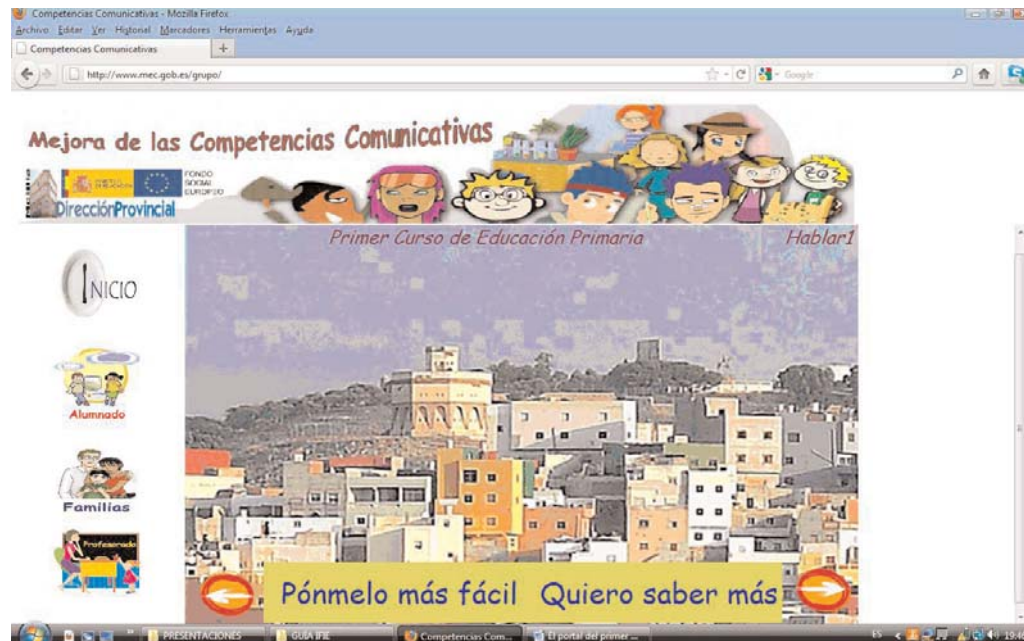 Competencias Comunicativas - Mozilla Firefox
Archivo Editar Ver Historial Marcadores Herramientas Ayuda
Competencias Comunicativas +
http://www.mec.gob.es/grupo/
Google
Mejora de las Competencias Comunicativas
FONDO
SOCIAL
EUROPEO
DirecciónProvincial
Primer Curso de Educación Primaria Hablar1
INICIO
Alumnado
Familias
Profesorado
Pónmelo más fácil Quiero saber más
PRESENTACIONES GUÍA IFIE Competencias Com... El portal del primer ...
ES